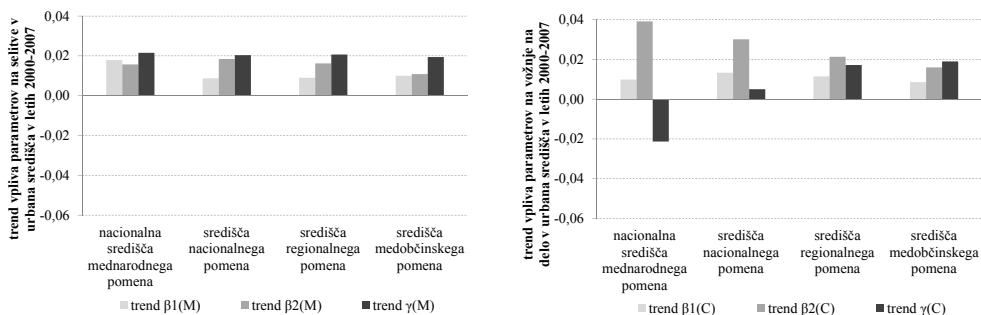 trend vpliva parametrov na selitve v
urbana središča v letih 2000-2007
0,04
0,02
0,00
-0,02
-0,04
-0,06
nacionalna
središča
mednarodnega
pomena
središča
nacionalnega
pomena
središča
regionalnega
pomena
središča
medobčinskega
pomena
trend β1(M)
trend β2(M)
trend γ(M)
trend vpliva parametrov na vožnje na
delo v urbana središča v letih 2000-2007
0,04
0,02
0,00
-0,02
-0,04
-0,06
nacionalna
središča
mednarodnega
pomena
središča
nacionalnega
pomena
središča
regionalnega
pomena
središča
medobčinskega
pomena
trend β1(C)
trend β2(C)
trend γ(C)